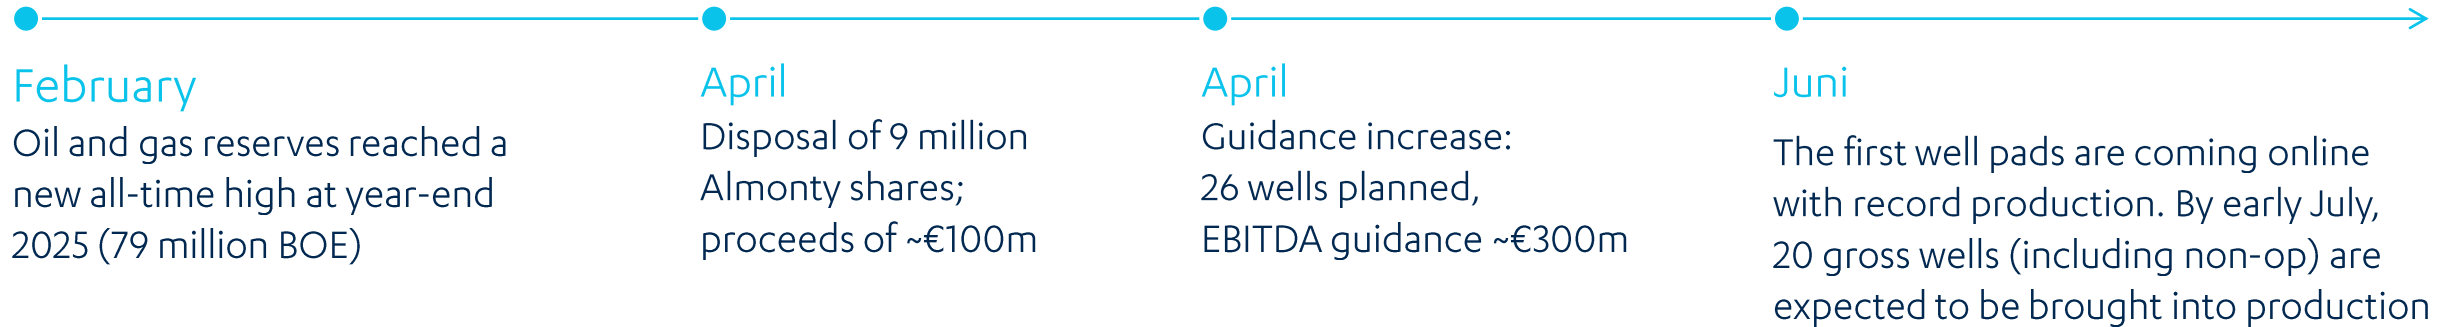 February
Oil and gas reserves reached a
new all-time high at year-end
2025 (79 million BOE)
April
Disposal of 9 million
Almonty shares;
proceeds of ~€100m
April
Guidance increase:
26 wells planned,
EBITDA guidance ~€300m
Juni
The first well pads are coming online
with record production. By early July,
20 gross wells (including non-op) are
expected to be brought into production